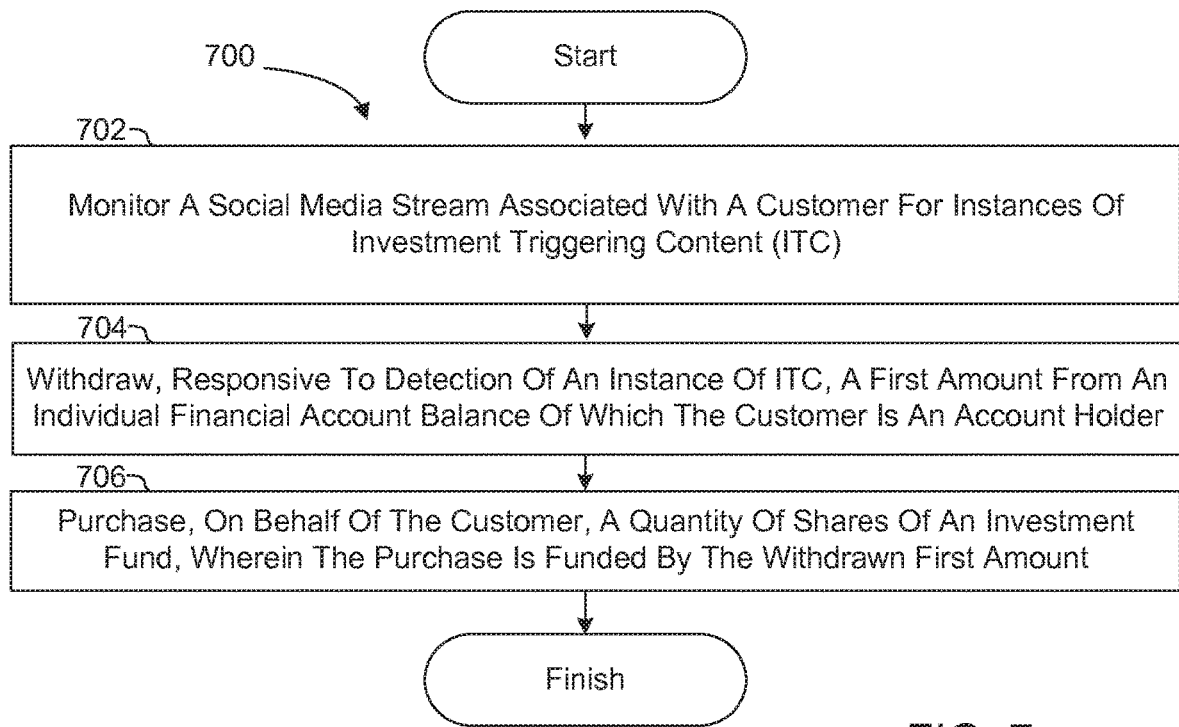 700
Start
702
Monitor A Social Media Stream Associated With A Customer For Instances Of
Investment Triggering Content (ITC)
704
Withdraw, Responsive To Detection Of An Instance Of ITC, A First Amount From An
Individual Financial Account Balance Of Which The Customer Is An Account Holder
706
Purchase, On Behalf Of The Customer, A Quantity Of Shares Of An Investment
Fund, Wherein The Purchase Is Funded By The Withdrawn First Amount
Finish